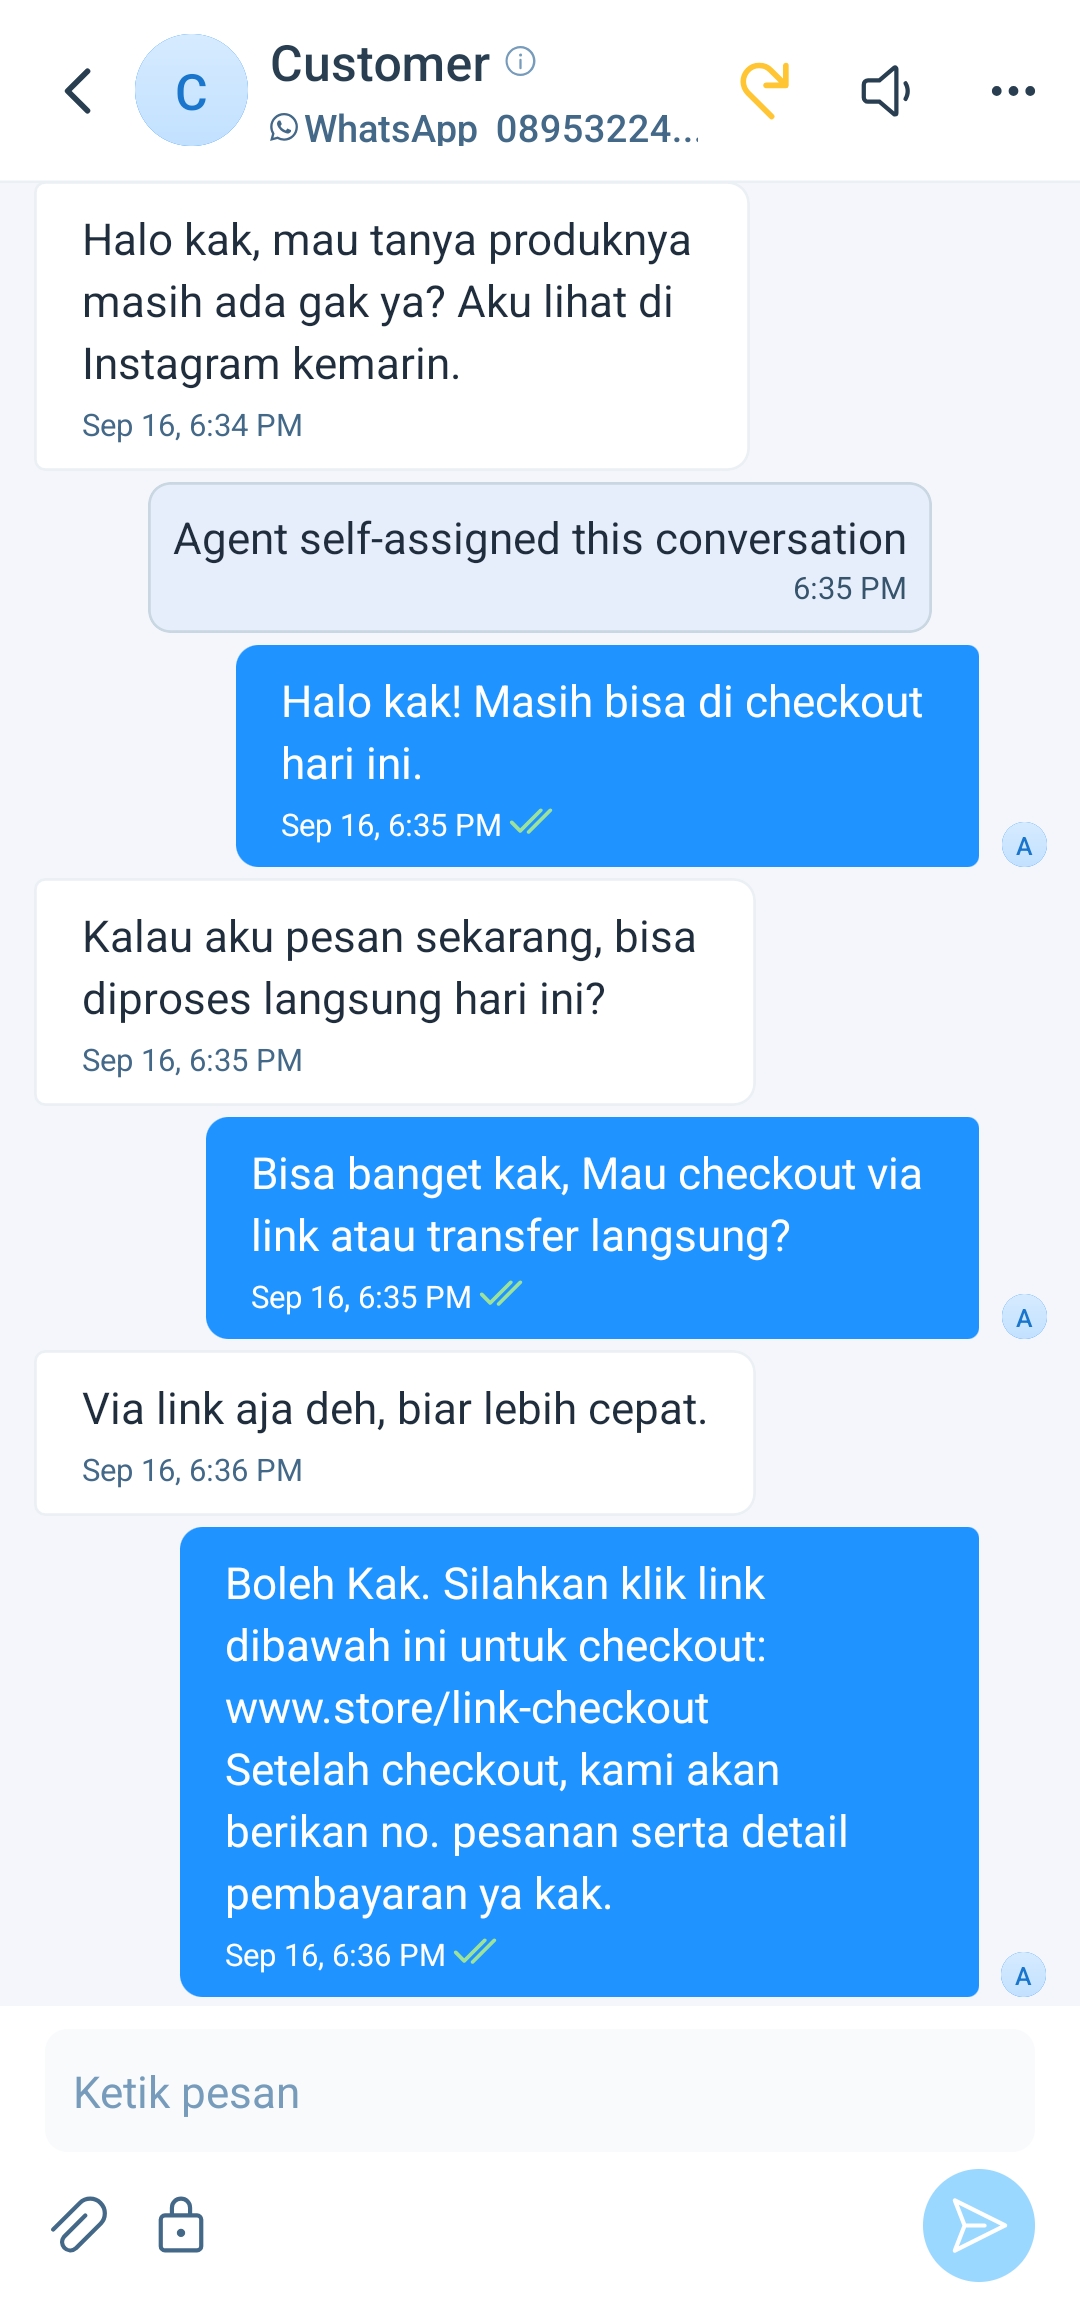 Customer
C
WhatsApp 08953224...
Halo kak, mau tanya produknya
masih ada gak ya? Aku lihat di
Instagram kemarin.
Sep 16, 6:34 PM
Agent self-assigned this conversation
6:35 PM
Halo kak! Masih bisa di checkout
hari ini.
Sep 16, 6:35 PM
A
Kalau aku pesan sekarang, bisa
diproses langsung hari ini?
Sep 16, 6:35 PM
Bisa banget kak, Mau checkout via
link atau transfer langsung?
Sep 16, 6:35 PM
A
Via link aja deh, biar lebih cepat.
Sep 16, 6:36 PM
Boleh Kak. Silahkan klik link
dibawah ini untuk checkout:
www.store/link-checkout
Setelah checkout, kami akan
berikan no. pesanan serta detail
pembayaran ya kak.
Sep 16, 6:36 PM
A
Ketik pesan